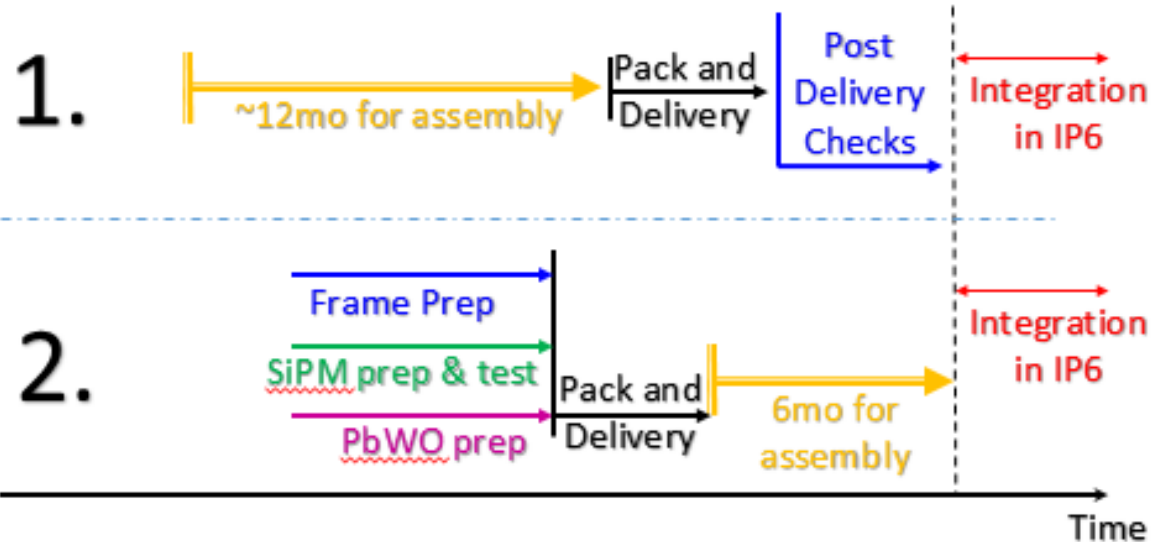 1.
~12mo for assembly
Pack and
Delivery
Post
Delivery
Checks
Integration
in IP6
2.
Frame Prep
SiPM prep & test
PbWO prep
Pack and
Delivery
6mo for
assembly
Integration
in IP6
Time